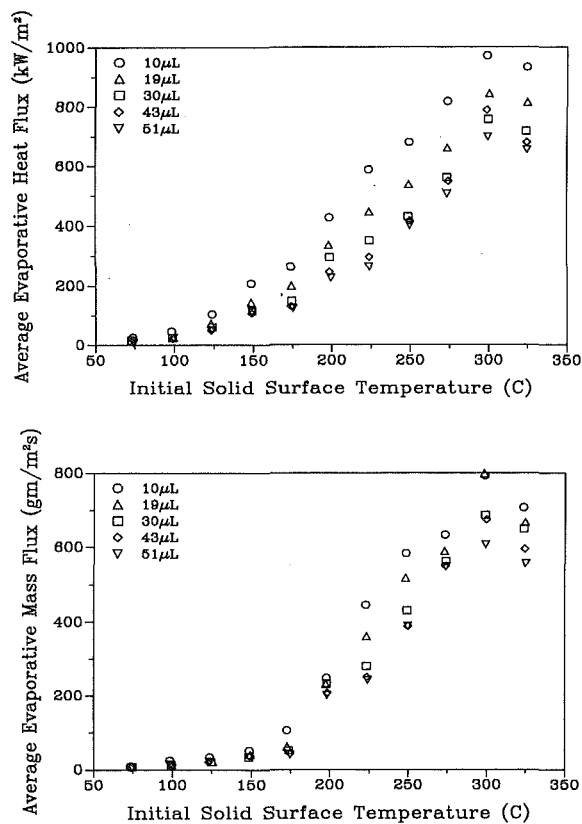 Average Evaporative Heat Flux (kW/m²)
1000
800
600
400
200
0
10μL
19μL
30μL
43μL
51μL
50
100
150
200
250
300
350
Initial Solid Surface Temperature (C)
Average Evaporative Mass Flux (gm/m²s)
800
600
400
200
0
10μL
19μL
30μL
43μL
51μL
50
100
150
200
250
300
350
Initial Solid Surface Temperature (C)